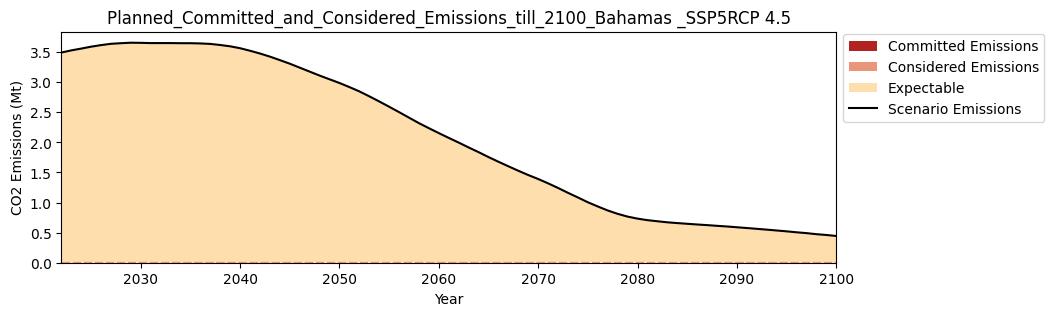 Planned_Committed_and_Considered_Emissions_till_2100_Bahamas _SSP5RCP 4.5
Committed Emissions
Considered Emissions
Expectable
Scenario Emissions
CO2 Emissions (Mt)
3.5
3.0
2.5
2.0
1.5
1.0
0.5
0.0
2030 2040 2050 2060 2070 2080 2090 2100
Year